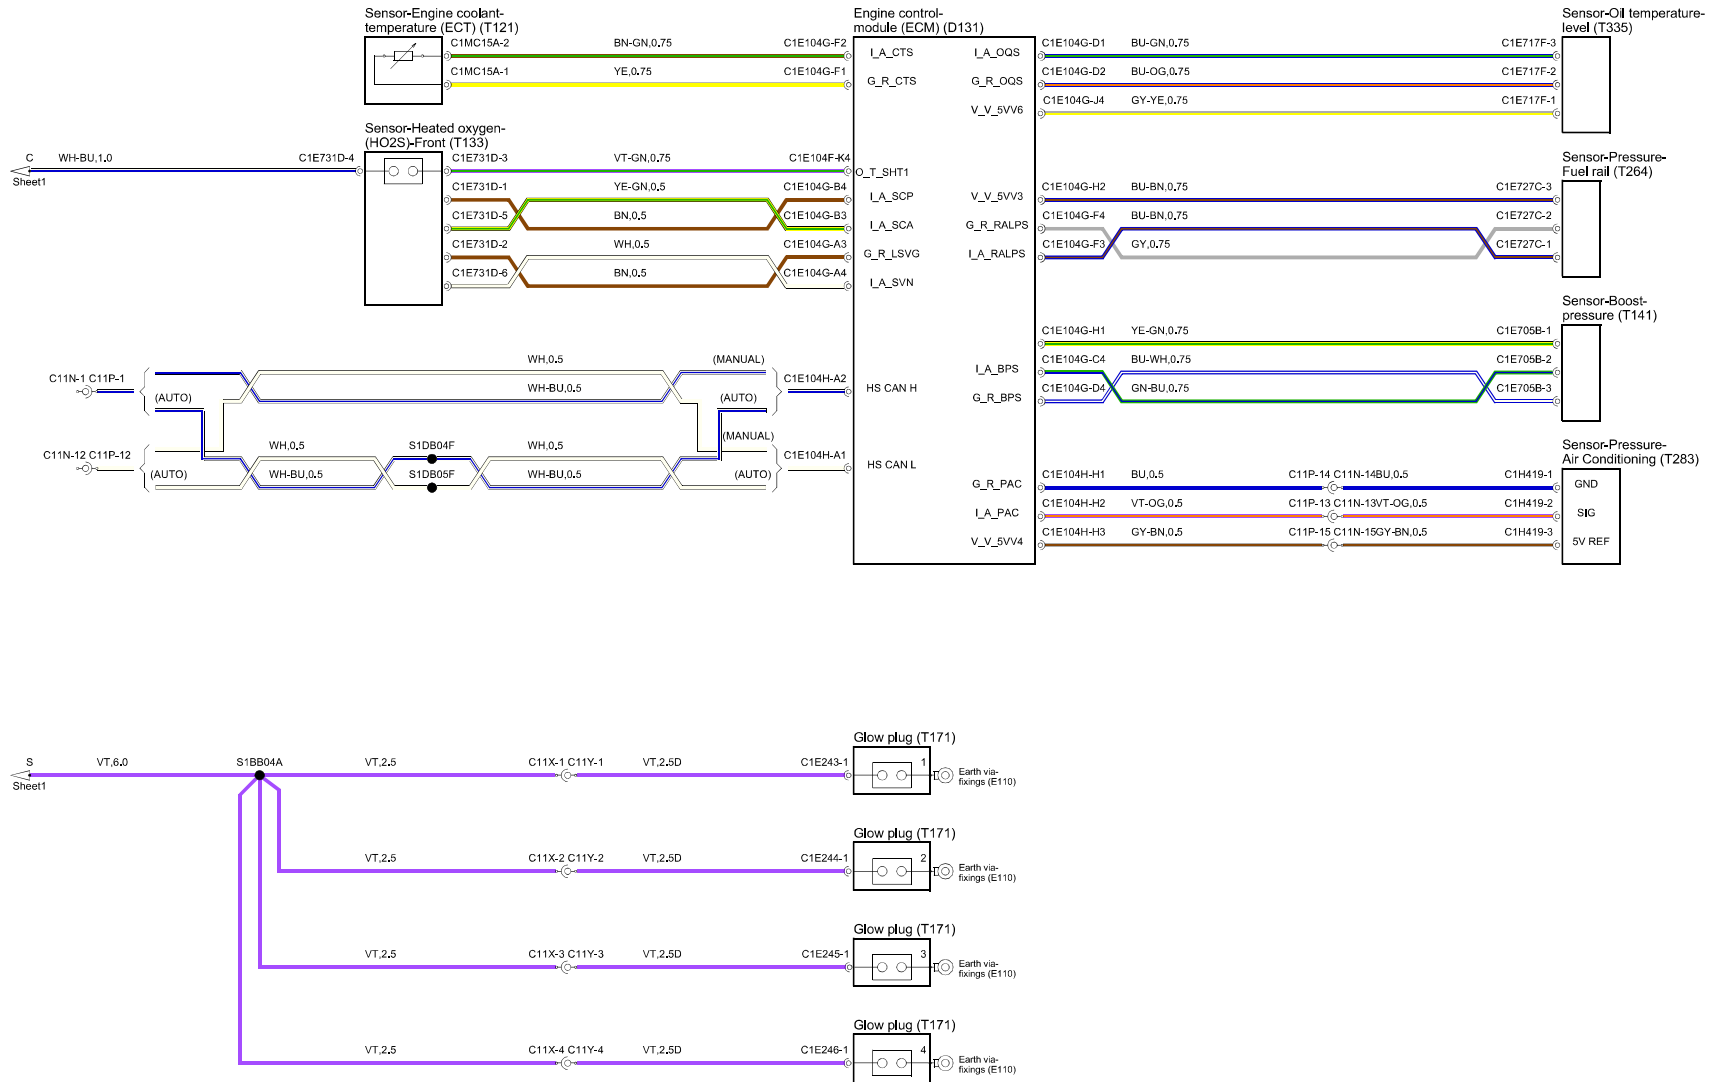 Sensor-Engine coolant-
temperature (ECT) (T121)
C1MC15A-2 BN-GN,0.75 C1E104G-F2
C1MC15A-1 YE,0.75 C1E104G-F1
Sensor-Heated oxygen-
(HO2S)-Front (T133)
C WH-BU,1.0 C1E731D-4
Sheet1
C1E731D-3 VT-GN,0.75 C1E104F-K4
C1E731D-1 YE-GN,0.5 C1E104G-B4
C1E731D-5 BN,0.5 C1E104G-B3
C1E731D-2 WH,0.5 C1E104G-A3
C1E731D-6 BN,0.5 C1E104G-A4
WH,0.5 (MANUAL)
C11N-1 C11P-1 WH-BU,0.5 C1E104H-A2
(AUTO) (AUTO)
(MANUAL)
C11N-12 C11P-12 WH,0.5 S1DB04F WH,0.5 C1E104H-A1
(AUTO) WH-BU,0.5 S1DB05F WH-BU,0.5 (AUTO)
Engine control-
module (ECM) (D131)
I_A_CTS I_A_OQS
G_R_CTS G_R_OQS
V_V_5VV6
O_T_SHT1
I_A_SCP V_V_5VV3
I_A_SCA G_R_RALPS
G_R_LSVG I_A_RALPS
I_A_SVN
I_A_BPS
HS CAN H G_R_BPS
HS CAN L
G_R_PAC
I_A_PAC
V_V_5VV4
Sensor-Oil temperature-
level (T335)
C1E104G-D1 BU-GN,0.75 C1E717F-3
C1E104G-D2 BU-OG,0.75 C1E717F-2
C1E104G-J4 GY-YE,0.75 C1E717F-1
Sensor-Pressure-
Fuel rail (T264)
C1E104G-H2 BU-BN,0.75 C1E727C-3
C1E104G-F4 BU-BN,0.75 C1E727C-2
C1E104G-F3 GY,0.75 C1E727C-1
Sensor-Boost-
pressure (T141)
C1E104G-H1 YE-GN,0.75 C1E705B-1
C1E104G-C4 BU-WH,0.75 C1E705B-2
C1E104G-D4 GN-BU,0.75 C1E705B-3
Sensor-Pressure-
Air Conditioning (T283)
C1E104H-H1 BU,0.5 C11P-14 C11N-14BU,0.5 C1H419-1 GND
C1E104H-H2 VT-OG,0.5 C11P-13 C11N-13VT-OG,0.5 C1H419-2 SIG
C1E104H-H3 GY-BN,0.5 C11P-15 C11N-15GY-BN,0.5 C1H419-3 5V REF
Glow plug (T171)
S VT,6.0 S1BB04A VT,2.5 C11X-1 C11Y-1 VT,2.5D C1E243-1 1
Sheet1
Earth via-
fixings (E110)
Glow plug (T171)
VT,2.5 C11X-2 C11Y-2 VT,2.5D C1E244-1 2
Earth via-
fixings (E110)
Glow plug (T171)
VT,2.5 C11X-3 C11Y-3 VT,2.5D C1E245-1 3
Earth via-
fixings (E110)
Glow plug (T171)
VT,2.5 C11X-4 C11Y-4 VT,2.5D C1E246-1 4
Earth via-
fixings (E110)